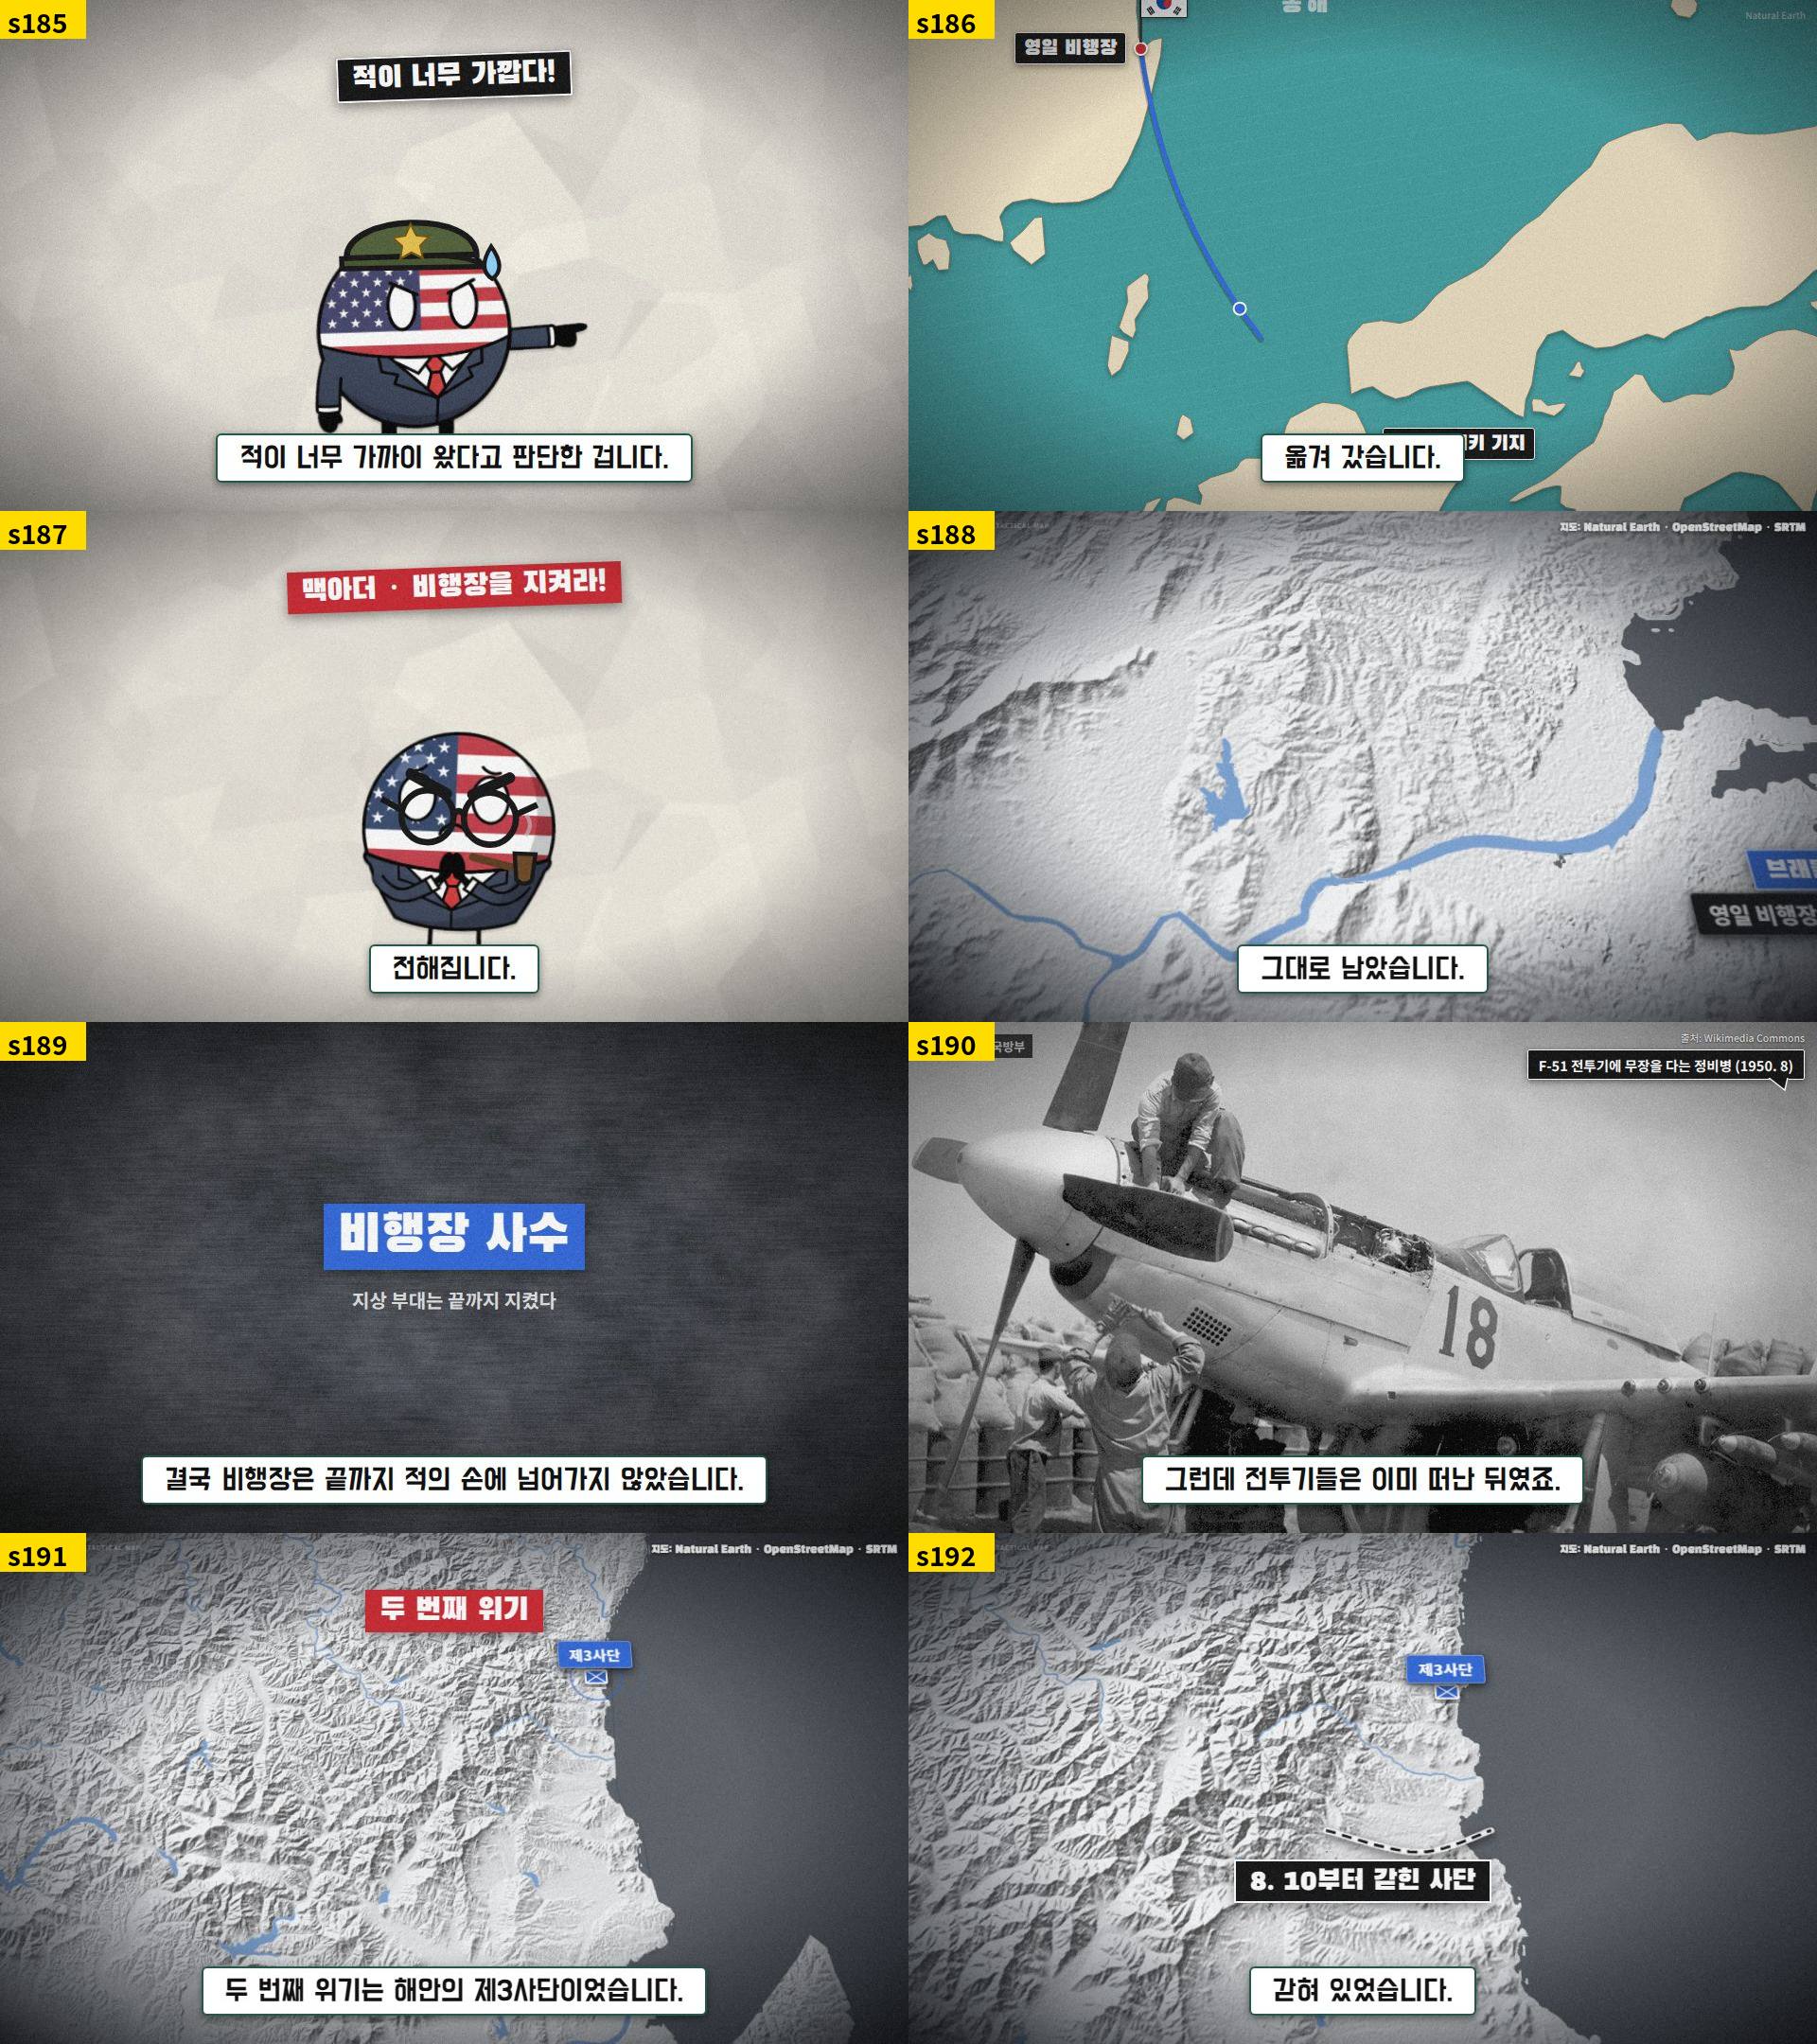 s185
적이 너무 가깝다!
적이 너무 가까이 왔다고 판단한 겁니다.
s186
동해
Natural Earth
영일 비행장
키 기지
옮겨 갔습니다.
s187
맥아더 · 비행장을 지켜라!
전해집니다.
s188
지도: Natural Earth · OpenStreetMap · SRTM
영일 비행장
그대로 남았습니다.
s189
비행장 사수
지상 부대는 끝까지 지켰다
결국 비행장은 끝까지 적의 손에 넘어가지 않았습니다.
s190
국방부
출처: Wikimedia Commons
F-51 전투기에 무장을 다는 정비병 (1950. 8)
18
그런데 전투기들은 이미 떠난 뒤였죠.
s191
지도: Natural Earth · OpenStreetMap · SRTM
두 번째 위기
제3사단
두 번째 위기는 해안의 제3사단이었습니다.
s192
지도: Natural Earth · OpenStreetMap · SRTM
제3사단
8. 10부터 갇힌 사단
갇혀 있었습니다.